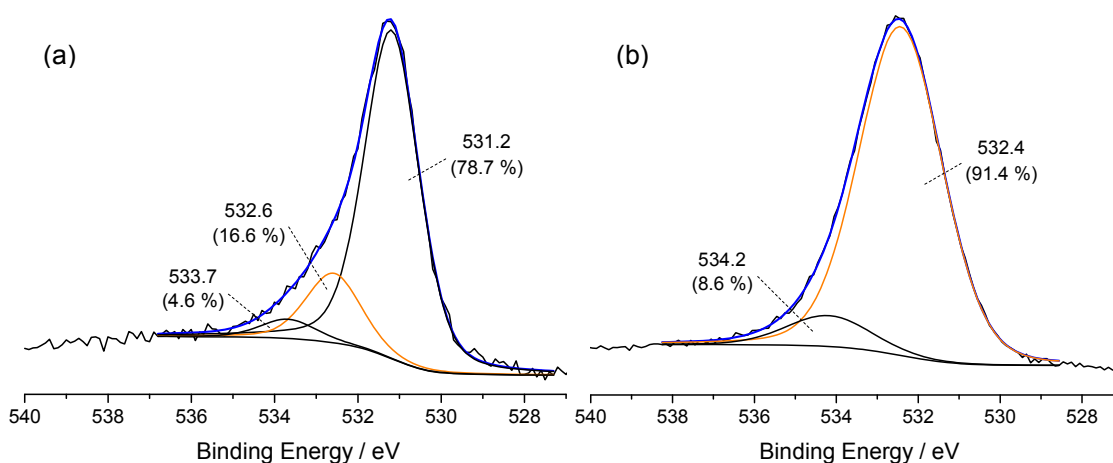 (a)
531.2
(78.7 %)
532.6
(16.6 %)
533.7
(4.6 %)
540 538 536 534 532 530 528
Binding Energy / eV
(b)
532.4
(91.4 %)
534.2
(8.6 %)
540 538 536 534 532 530 528
Binding Energy / eV